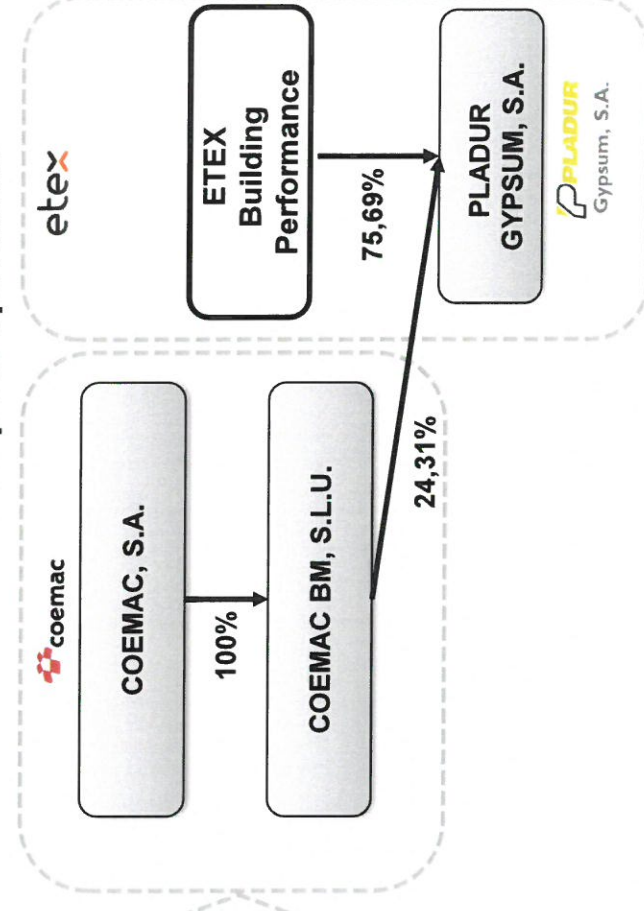 coemac
COEMAC, S.A.
100%
COEMAC BM, S.L.U.
24,31%
etex
ETEX
Building
Performance
75,69%
PLADUR
GYPSUM, S.A.
PLADUR
Gypsum, S.A.